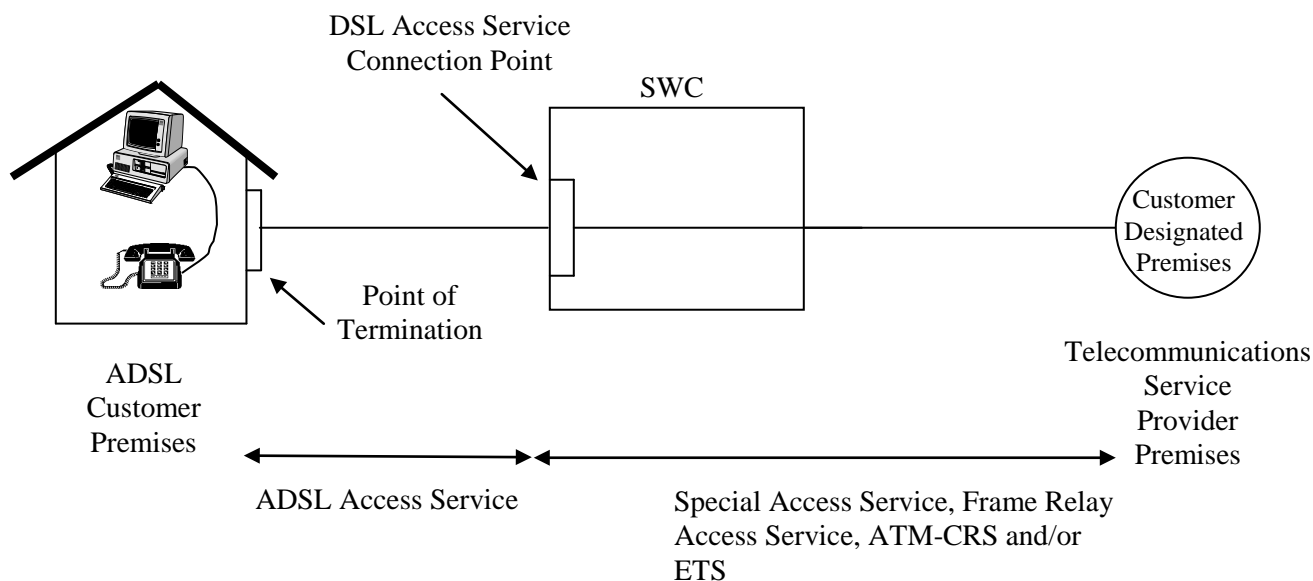 DSL Access Service
Connection Point
SWC
Customer
Designated
Premises
Point of
Termination
ADSL
Customer
Premises
Telecommunications
Service
Provider
Premises
ADSL Access Service
Special Access Service, Frame Relay
Access Service, ATM-CRS and/or
ETS